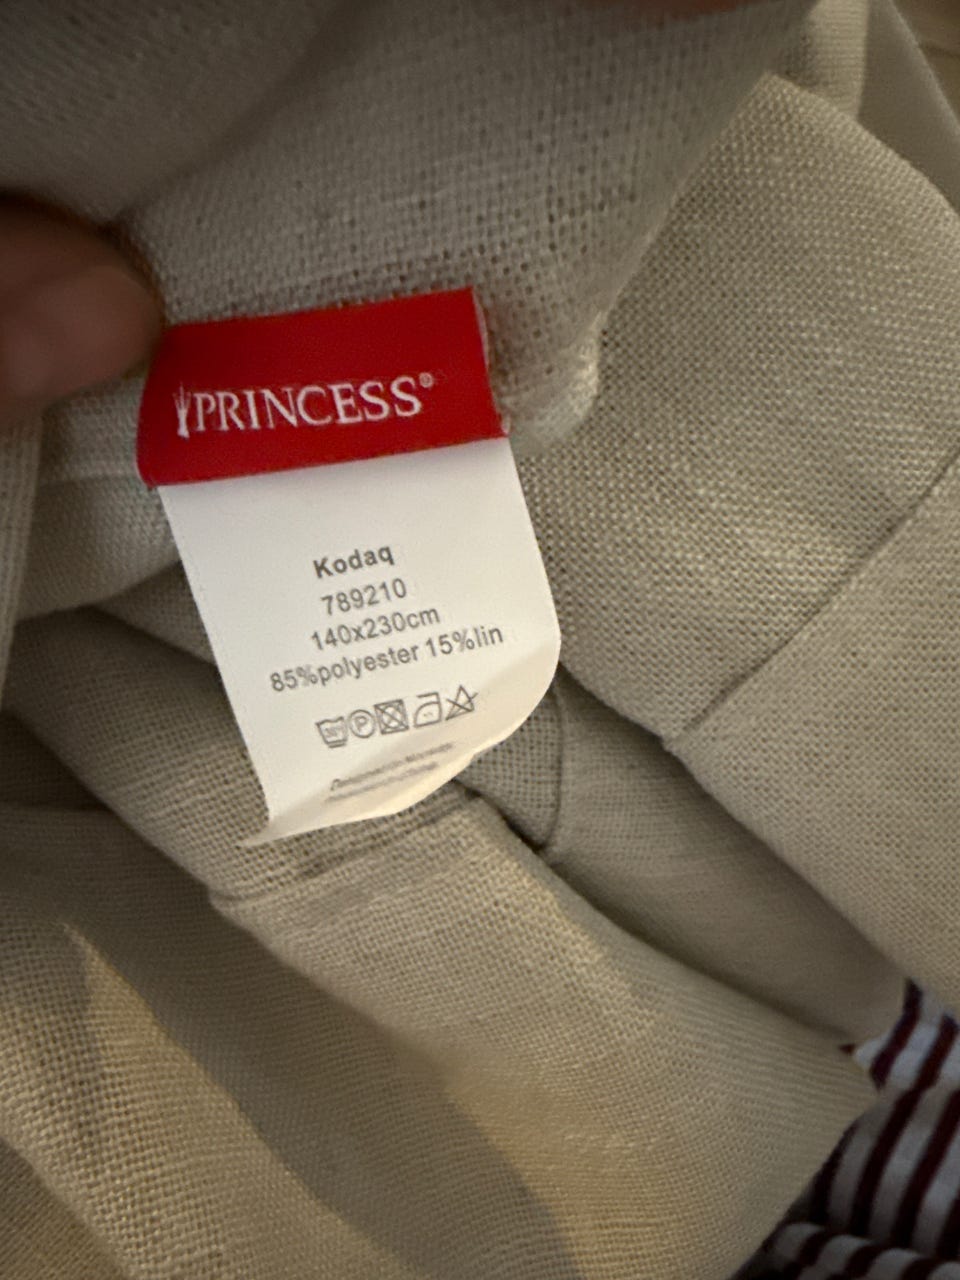 PRINCESS®
Kodaq
789210
140x230cm
85%polyester 15%lin